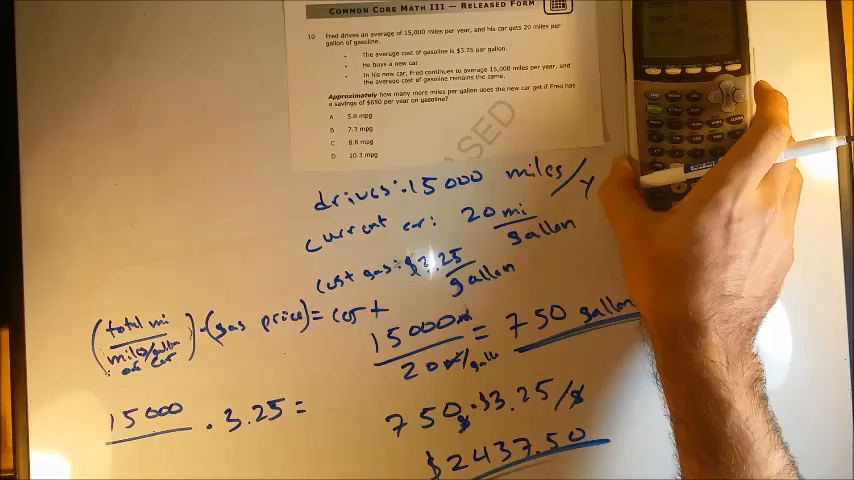 COMMON CORE MATH III — RELEASED FORM
10 Fred drives an average of 15,000 miles per year, and his car gets 20 miles per
gallon of gasoline.
• The average cost of gasoline is $3.25 per gallon.
• He buys a new car.
• In his new car, Fred continues to average 15,000 miles per year, and
the average cost of gasoline remains the same.
Approximately how many more miles per gallon does the new car get if Fred has
a savings of $650 per year on gasoline?
A 5.8 mpg
B 7.3 mpg
C 8.8 mpg
D 10.3 mpg
drives: 15000 miles/y
current car: 20 mi/gallon
cost gas: $3.25/gallon
(total mi / miles/gallon of car) · (gas price) = cost
15000 mi / 20 mi/galln = 750 gallon
15000 · 3.25 =
750 g · $3.25/g
$2437.50